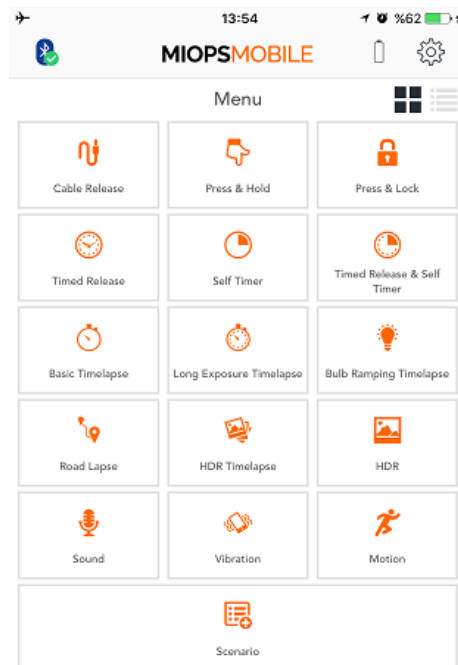 13:54
%62
MIOPSMOBILE
Menu
Cable Release
Press & Hold
Press & Lock
Timed Release
Self Timer
Timed Release & Self
Timer
Basic Timelapse
Long Exposure Timelapse
Bulb Ramping Timelapse
Road Lapse
HDR Timelapse
HDR
Sound
Vibration
Motion
Scenario